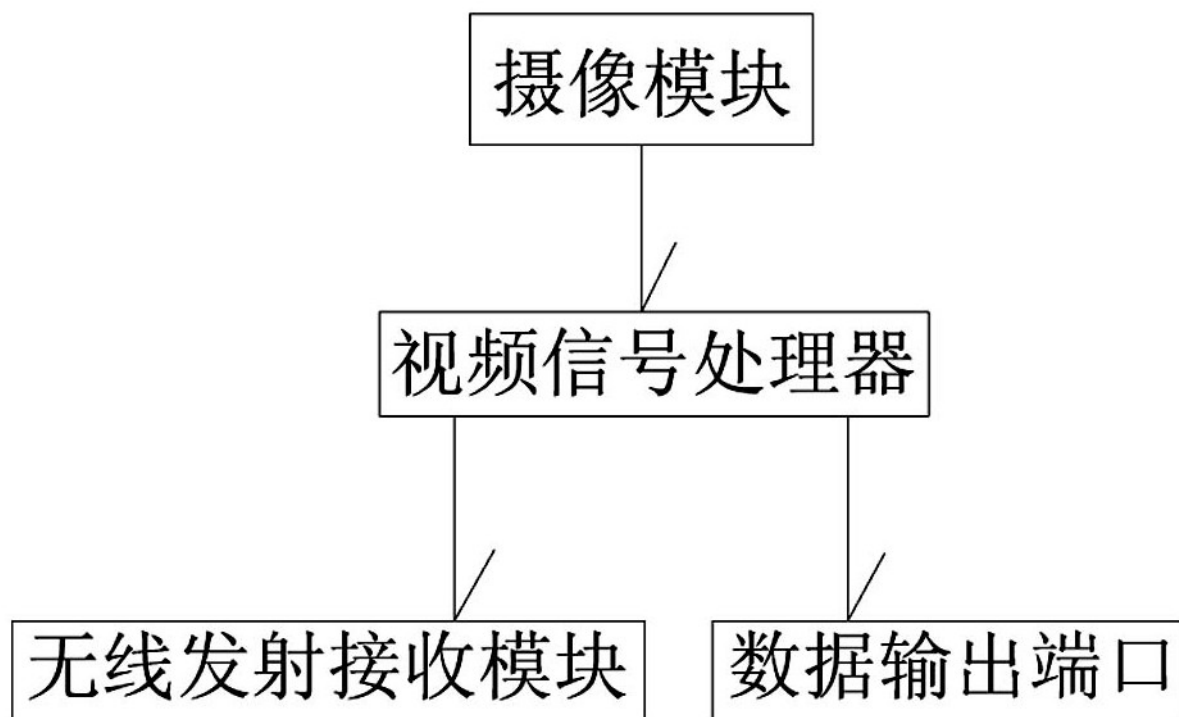 摄像模块
视频信号处理器
无线发射接收模块
数据输出端口